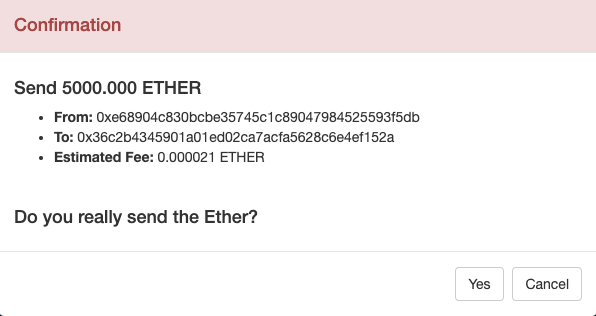 Confirmation
Send 5000.000 ETHER
From: 0xe68904c830bcbe35745c1c89047984525593f5db
To: 0x36c2b4345901a01ed02ca7acfa5628c6e4ef152a
Estimated Fee: 0.000021 ETHER
Do you really send the Ether?
Yes Cancel